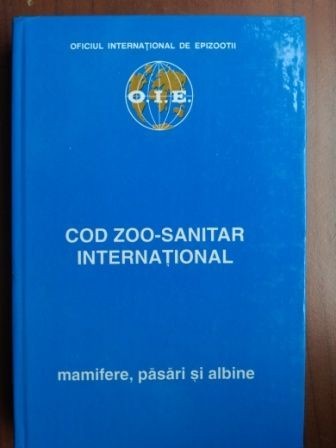 OFICIUL INTERNAȚIONAL DE EPIZOOTII
O.I.E.
COD ZOO-SANITAR
INTERNAȚIONAL
mamifere, păsări și albine